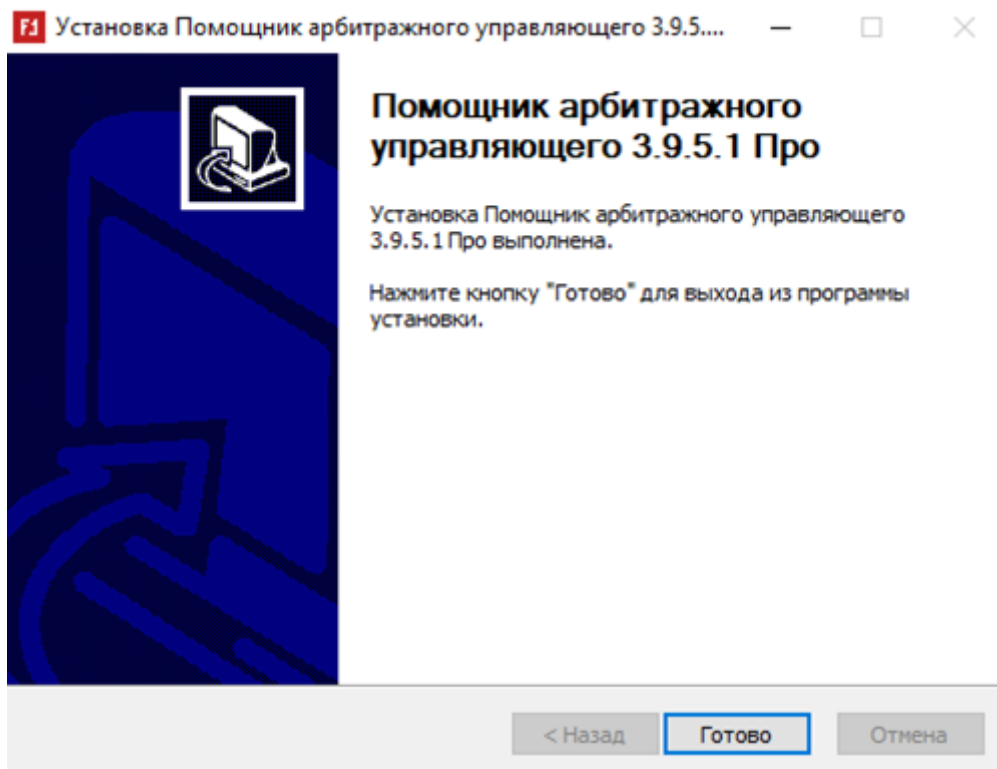 Установка Помощник арбитражного управляющего 3.9.5....
Помощник арбитражного
управляющего 3.9.5.1 Про
Установка Помощник арбитражного управляющего
3.9.5.1 Про выполнена.
Нажмите кнопку "Готово" для выхода из программы
установки.
< Назад
Готово
Отмена